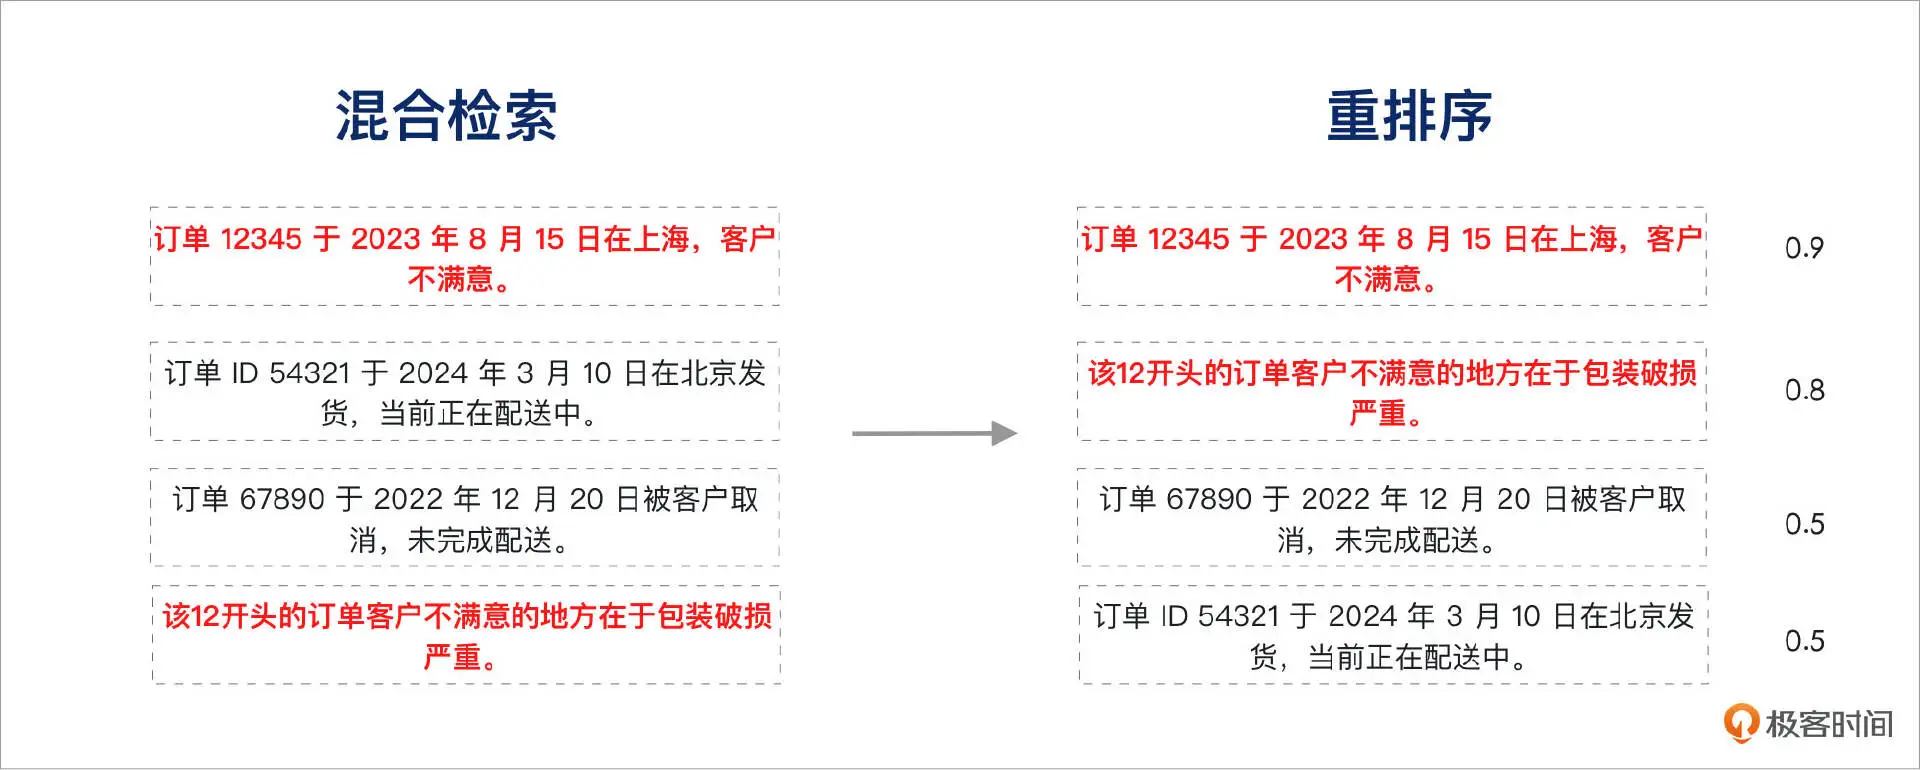 混合检索
订单 12345 于 2023 年 8 月 15 日在上海，客户
不满意。
订单 ID 54321 于 2024 年 3 月 10 日在北京发
货，当前正在配送中。
订单 67890 于 2022 年 12 月 20 日被客户取
消，未完成配送。
该12开头的订单客户不满意的地方在于包装破损
严重。
重排序
订单 12345 于 2023 年 8 月 15 日在上海，客户
不满意。
0.9
该12开头的订单客户不满意的地方在于包装破损
严重。
0.8
订单 67890 于 2022 年 12 月 20 日被客户取
消，未完成配送。
0.5
订单 ID 54321 于 2024 年 3 月 10 日在北京发
货，当前正在配送中。
0.5
极客时间